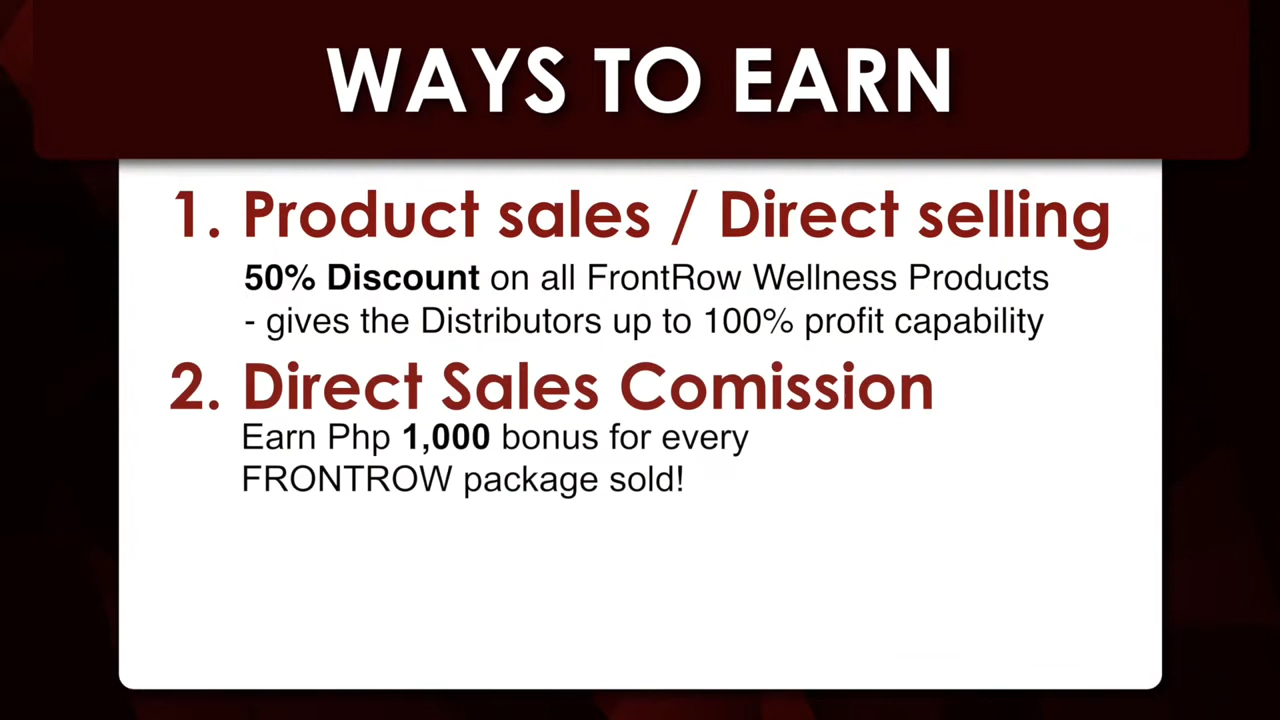 WAYS TO EARN
1. Product sales / Direct selling
50% Discount on all FrontRow Wellness Products
- gives the Distributors up to 100% profit capability
2. Direct Sales Comission
Earn Php 1,000 bonus for every
FRONTROW package sold!